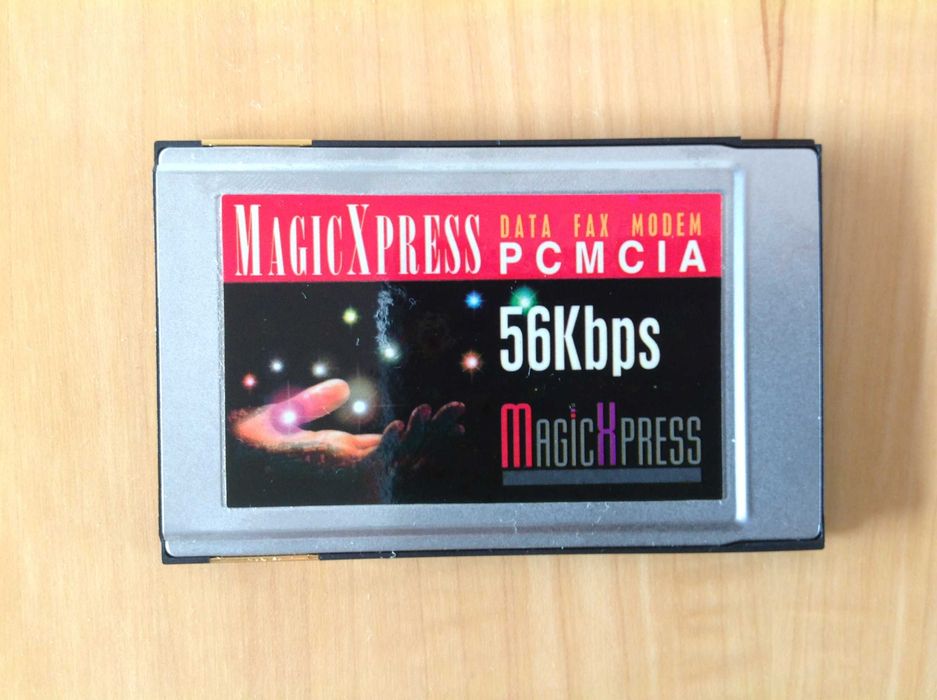 MAGICXPRESS
DATA FAX MODEM
PCMCIA
56Kbps
MAGICXPRESS